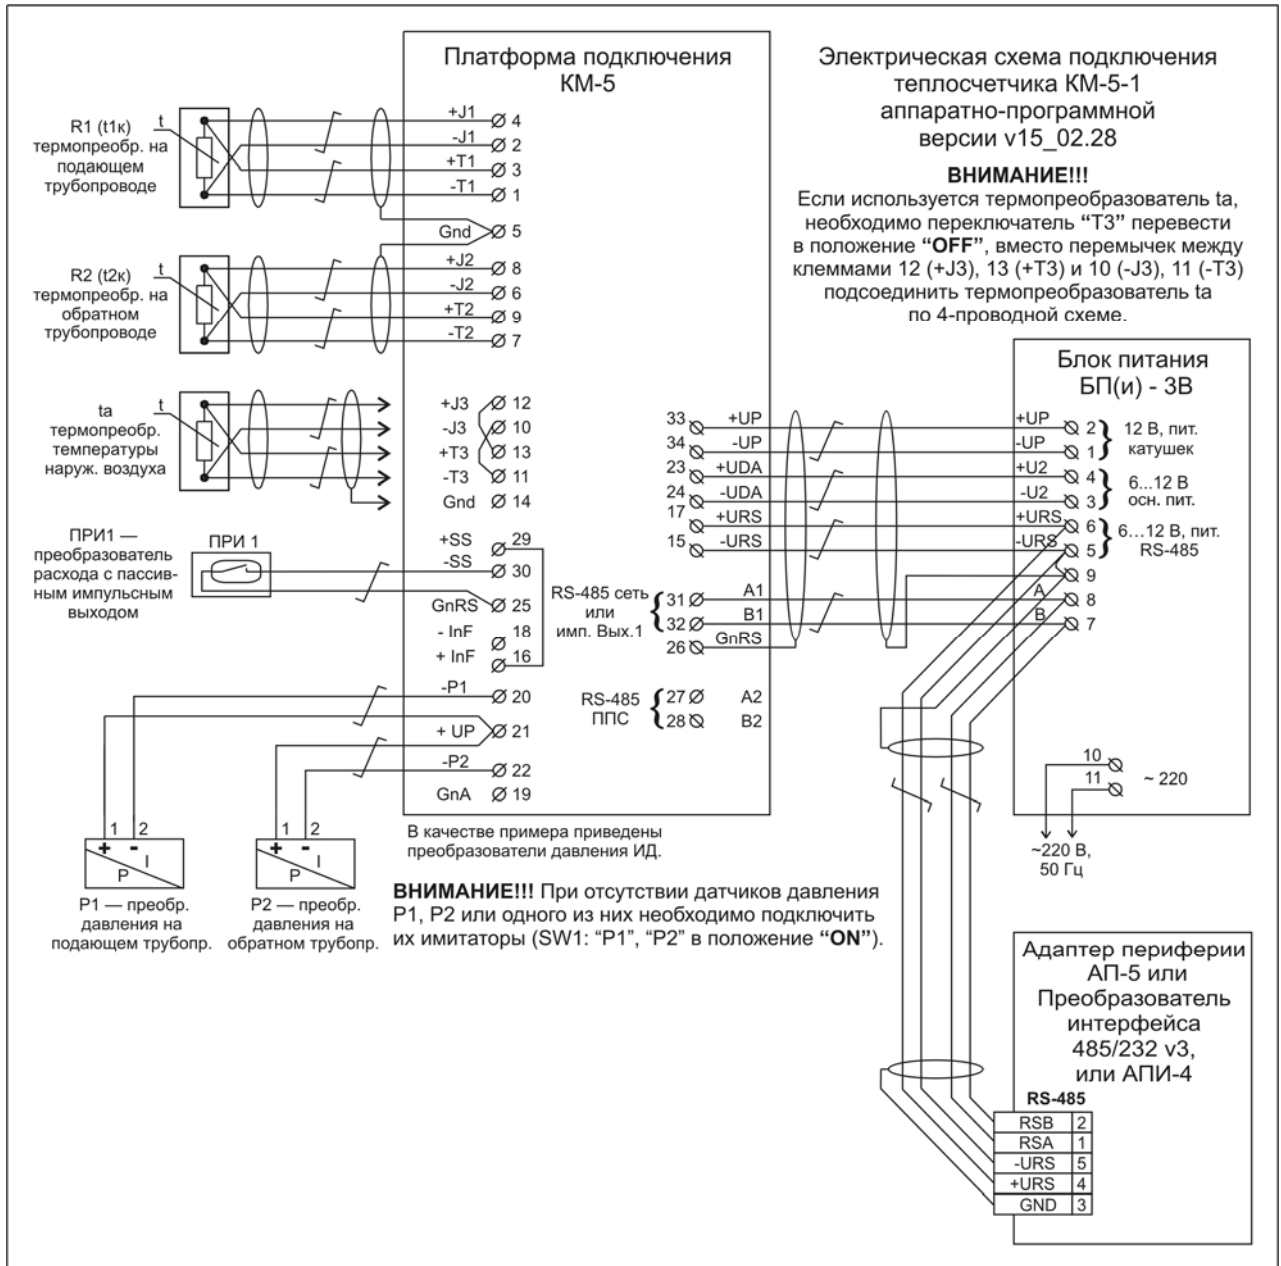 Платформа подключения
КМ-5
Электрическая схема подключения
теплосчетчика КМ-5-1
аппаратно-программной
версии v15_02.28
ВНИМАНИЕ!!!
Если используется термопреобразователь ta,
необходимо переключатель “Т3” перевести
в положение “OFF”, вместо перемычек между
клеммами 12 (+J3), 13 (+T3) и 10 (-J3), 11 (-T3)
подсоединить термопреобразователь ta
по 4-проводной схеме.
R1 (t1к)
термопреобр. на
подающем
трубопроводе
t
+J1 4
-J1 2
+T1 3
-T1 1
Gnd 5
R2 (t2к)
термопреобр. на
обратном
трубопроводе
t
+J2 8
-J2 6
+T2 9
-T2 7
ta
термопреобр.
температуры
наруж. воздуха
t
+J3 12
-J3 10
+T3 13
-T3 11
Gnd 14
ПРИ1 —
преобразователь
расхода с пассив-
ным импульсным
выходом
ПРИ 1
+SS 29
-SS 30
GnRS 25
- InF 18
+ InF 16
-P1 20
+ UP 21
-P2 22
GnA 19
33 +UP
34 -UP
23 +UDA
24 -UDA
17 +URS
15 -URS
RS-485 сеть
или
имп. Вых.1
31 A1
32 B1
26 GnRS
RS-485
ППС
27 A2
28 B2
Блок питания
БП(и) - 3В
+UP 2
-UP 1
12 В, пит.
катушек
+U2 4
-U2 3
6...12 В
осн. пит.
+URS 6
-URS 5
6...12 В, пит.
RS-485
9
A 8
B 7
10
11
~ 220
~220 В,
50 Гц
1 2
+ -
I
P
P1 — преобр.
давления на
подающем трубопр.
1 2
+ -
I
P
P2 — преобр.
давления на
обратном трубопр.
В качестве примера приведены
преобразователи давления ИД.
ВНИМАНИЕ!!! При отсутствии датчиков давления
Р1, Р2 или одного из них необходимо подключить
их имитаторы (SW1: “P1”, “P2” в положение “ON”).
Адаптер периферии
АП-5 или
Преобразователь
интерфейса
485/232 v3,
или АПИ-4
RS-485
RSB 2
RSA 1
-URS 5
+URS 4
GND 3